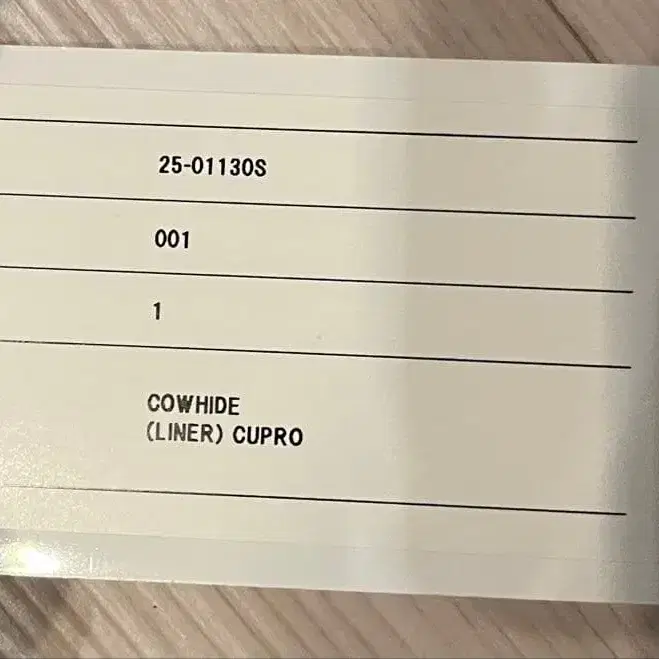 25-01130S
001
1
COWHIDE
(LINER) CUPRO